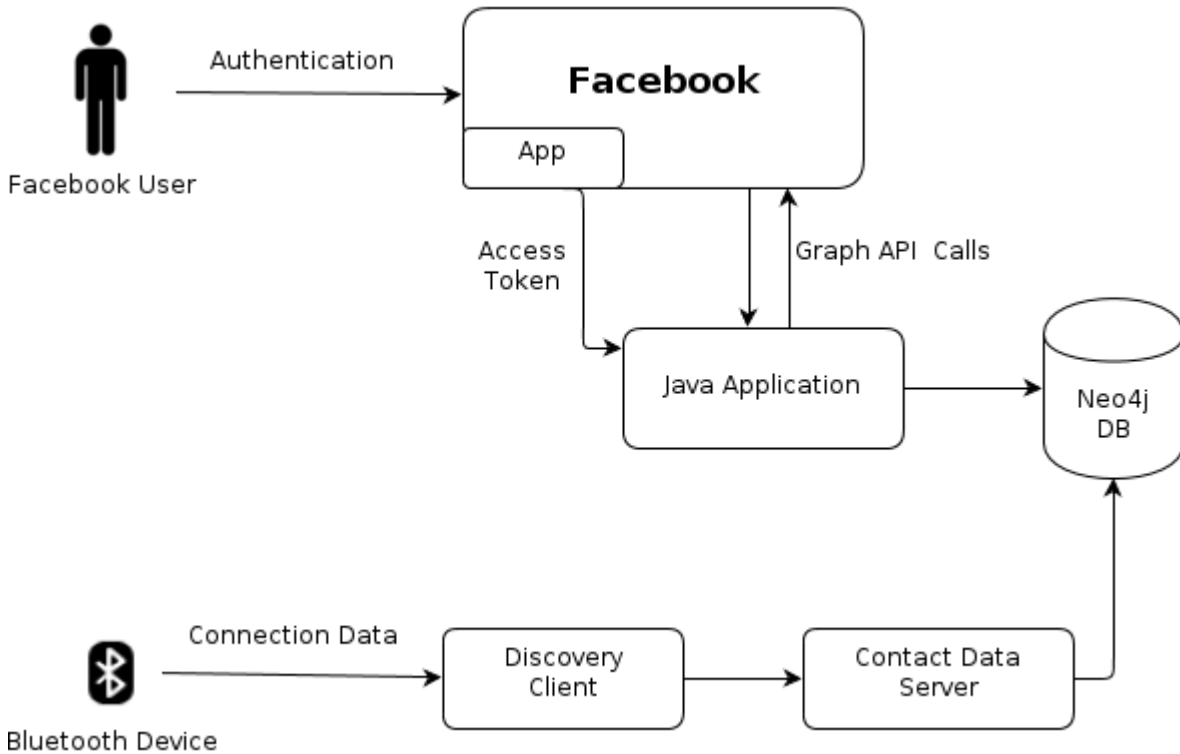 Authentication
Facebook
App
Facebook User
Access
Token
Graph API  Calls
Java Application
Neo4j
DB
Connection Data
Discovery
Client
Contact Data
Server
Bluetooth Device